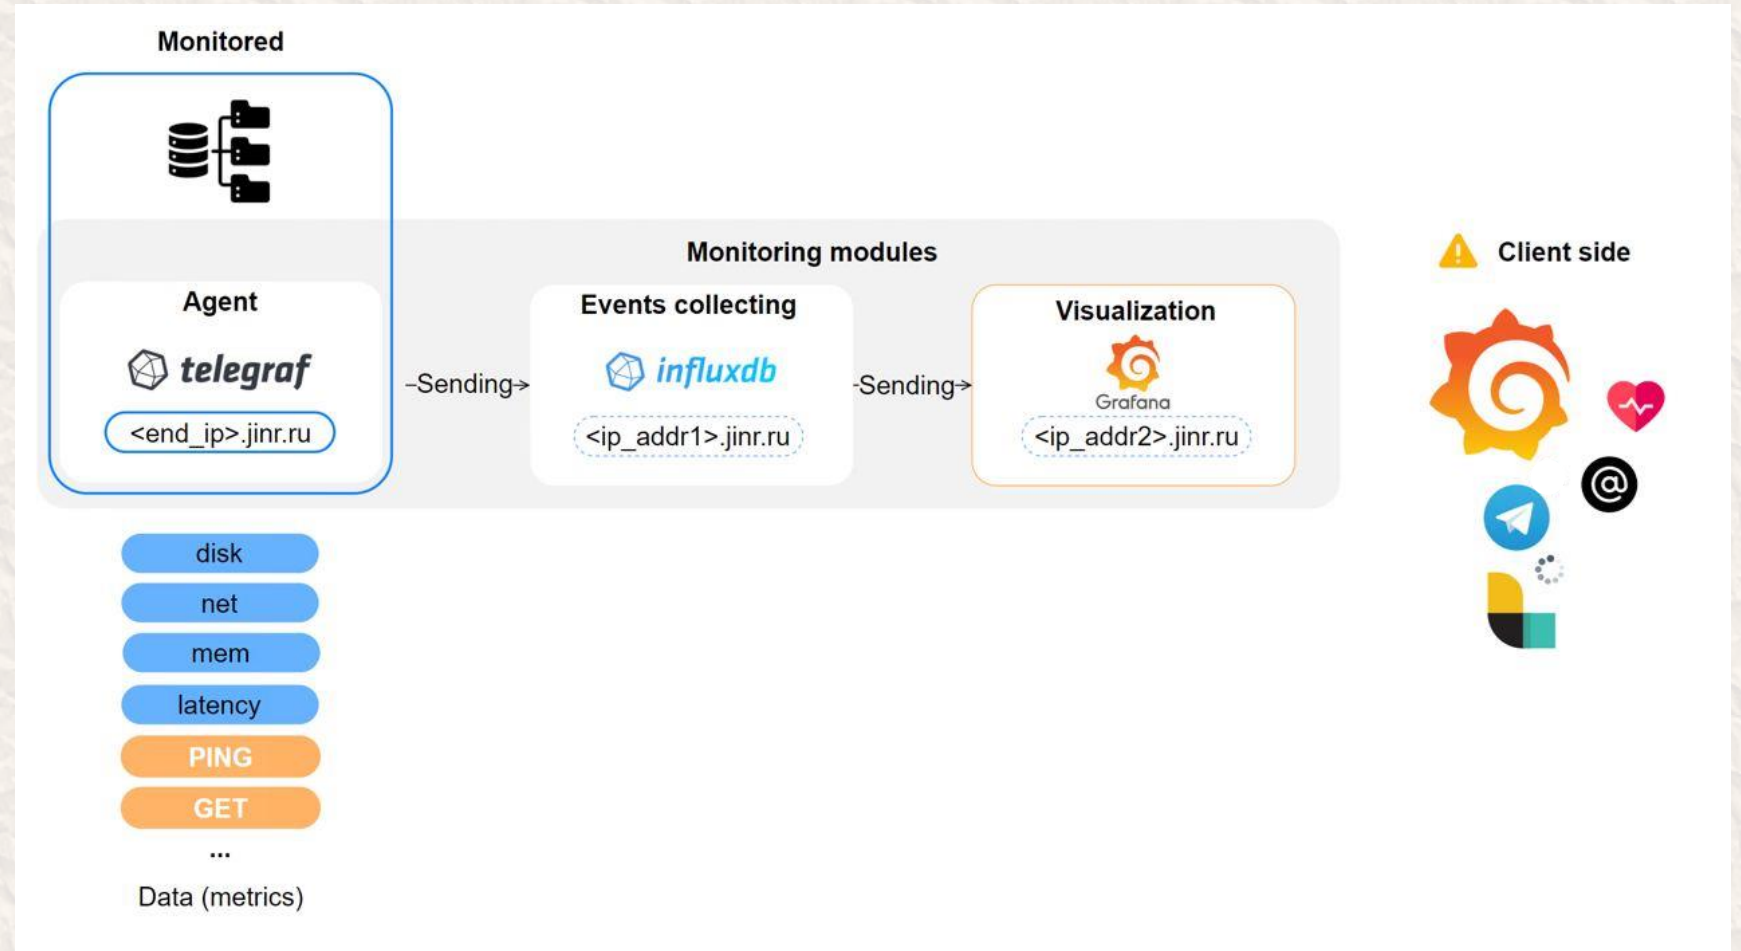 Monitored
Monitoring modules
Client side
Agent
telegraf
<end_ip>.jinr.ru
Sending
Events collecting
influxdb
<ip_addr1>.jinr.ru
Sending
Visualization
Grafana
<ip_addr2>.jinr.ru
@
disk
net
mem
latency
PING
GET
...
Data (metrics)